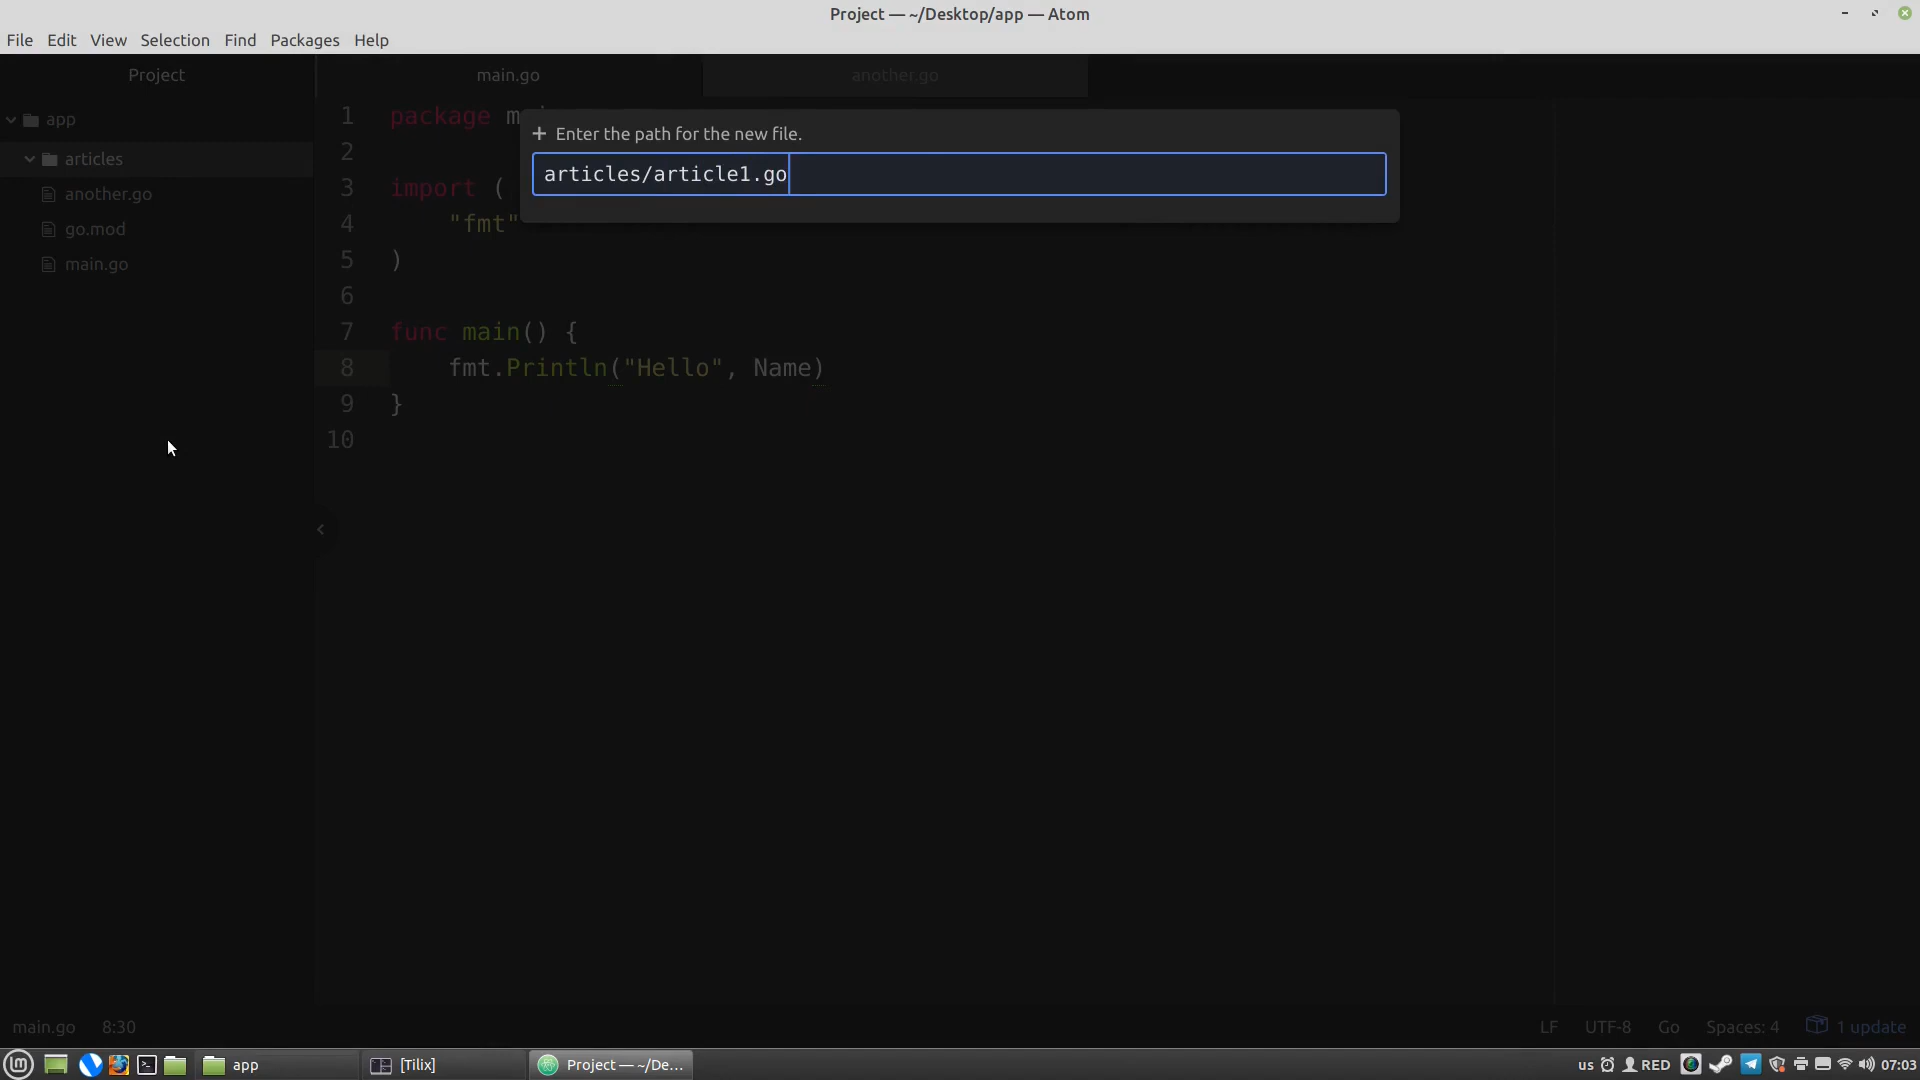 Project — ~/Desktop/app — Atom
File Edit View Selection Find Packages Help
Project
main.go
another.go
app
articles
another.go
go.mod
main.go
Enter the path for the new file.
articles/article1.go
1 package
2
3 import (
4 "fmt"
5 )
6
7 func main() {
8 fmt.Println("Hello", Name)
9 }
10
main.go 8:30
LF UTF-8 Go Spaces: 4 1 update
app
[Tilix]
Project — ~/De...
us RED 07:03